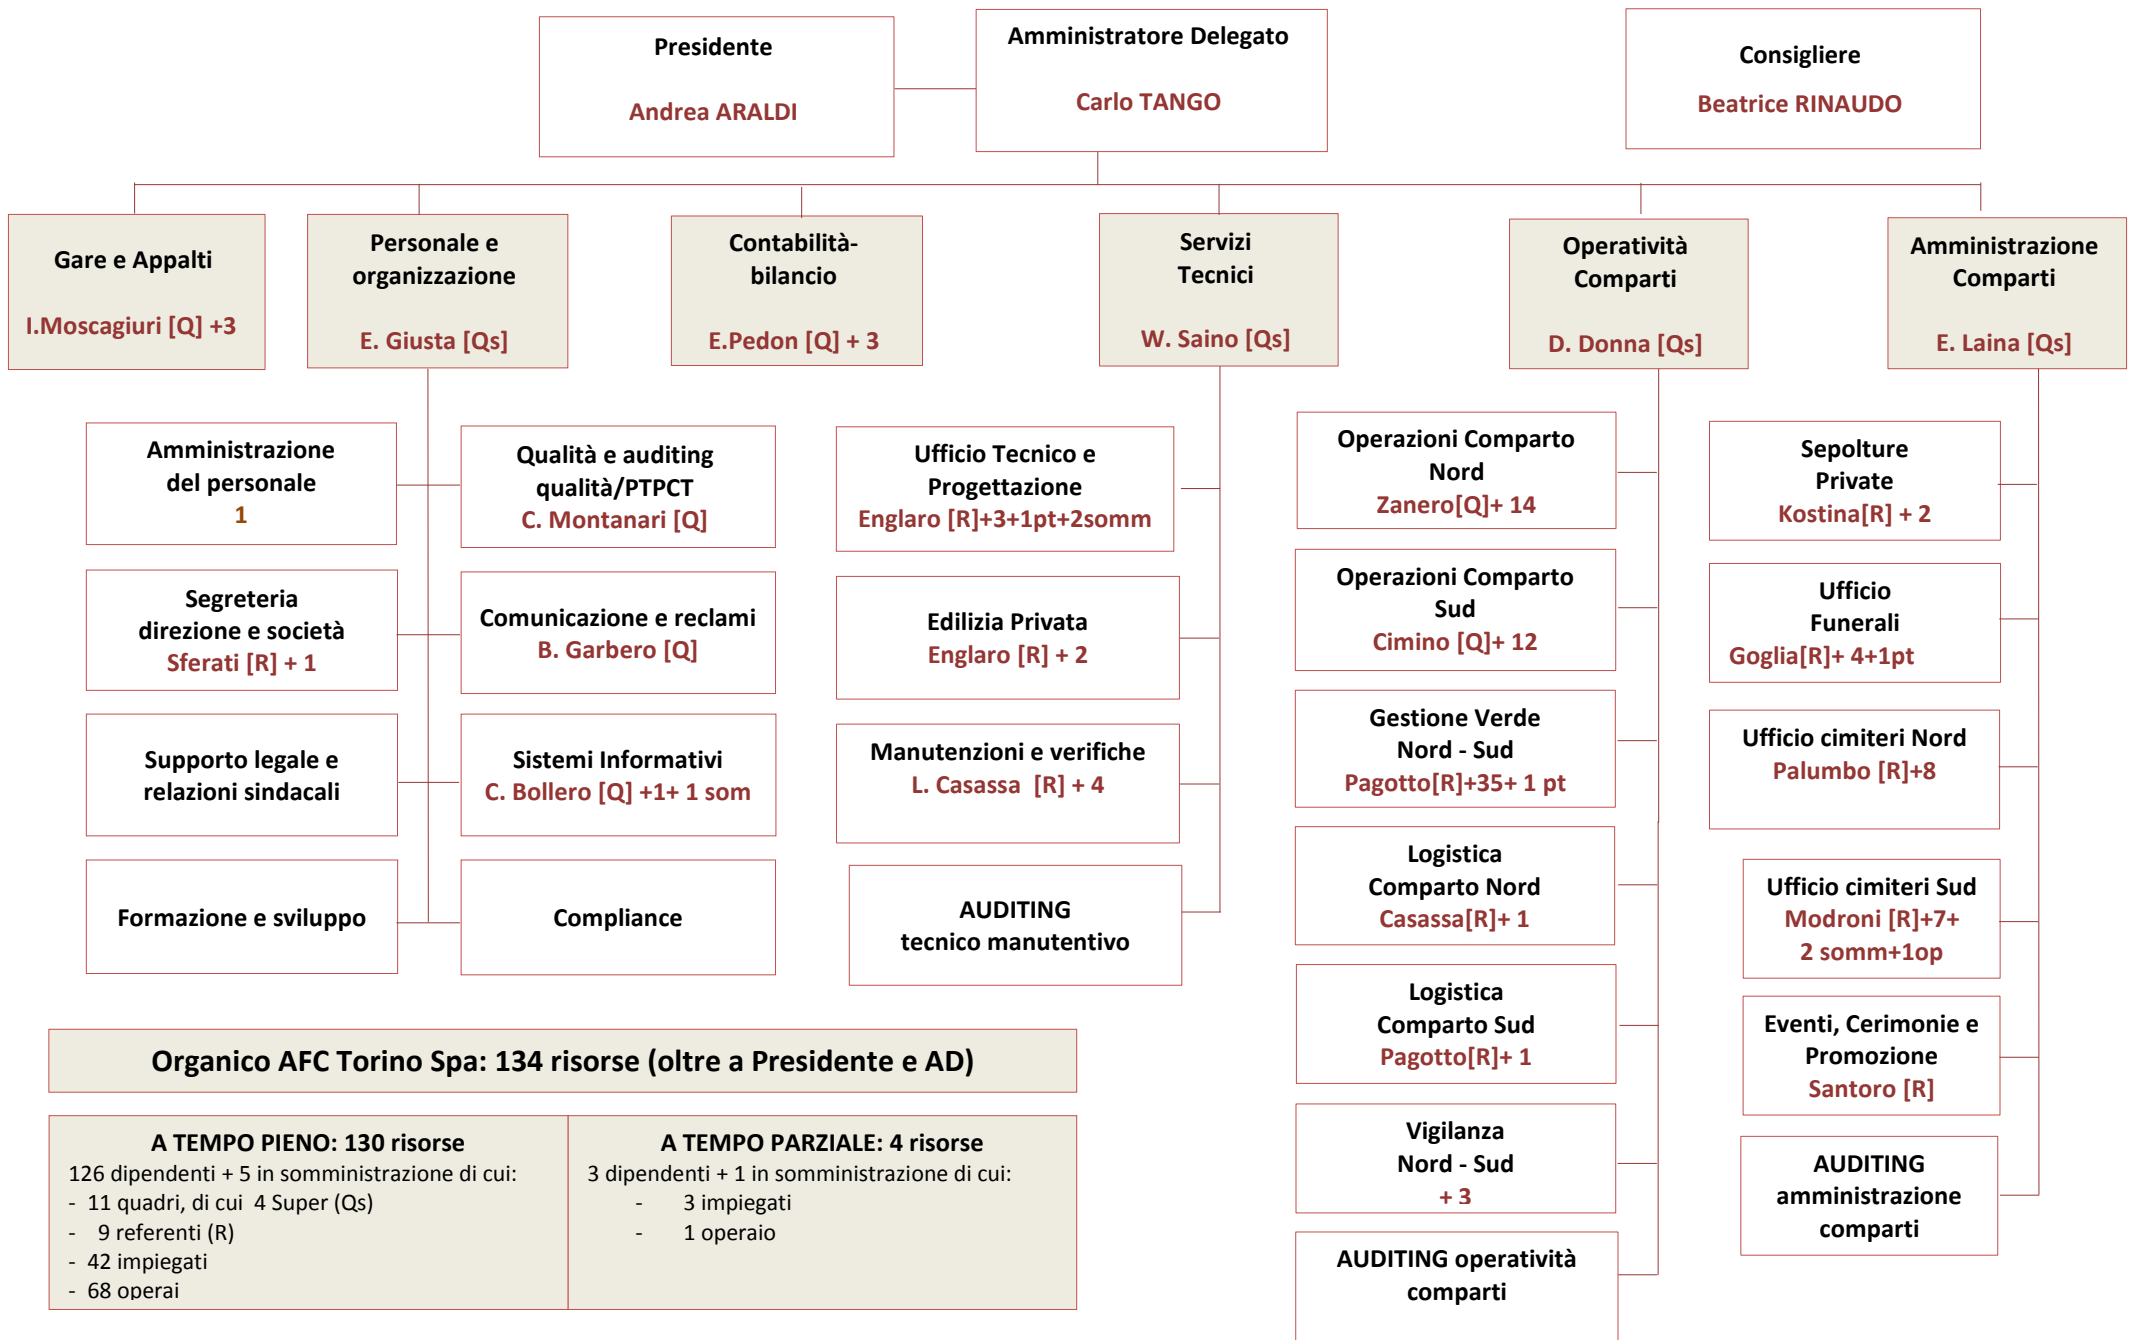 Presidente
Andrea ARALDI
Amministratore Delegato
Carlo TANGO
Consigliere
Beatrice RINAUDO
Gare e Appalti
I.Moscagiuri [Q] +3
Personale e
organizzazione
E. Giusta [Qs]
Contabilità-
bilancio
E.Pedon [Q] + 3
Servizi
Tecnici
W. Saino [Qs]
Operatività
Comparti
D. Donna [Qs]
Amministrazione
Comparti
E. Laina [Qs]
Amministrazione
del personale
1
Segreteria
direzione e società
Sferati [R] + 1
Supporto legale e
relazioni sindacali
Formazione e sviluppo
Qualità e auditing
qualità/PTPCT
C. Montanari [Q]
Comunicazione e reclami
B. Garbero [Q]
Sistemi Informativi
C. Bollero [Q] +1+ 1 som
Compliance
Ufficio Tecnico e
Progettazione
Englaro [R]+3+1pt+2somm
Edilizia Privata
Englaro [R] + 2
Manutenzioni e verifiche
L. Casassa [R] + 4
AUDITING
tecnico manutentivo
Operazioni Comparto
Nord
Zanero[Q]+ 14
Operazioni Comparto
Sud
Cimino [Q]+ 12
Gestione Verde
Nord - Sud
Pagotto[R]+35+ 1 pt
Logistica
Comparto Nord
Casassa[R]+ 1
Logistica
Comparto Sud
Pagotto[R]+ 1
Vigilanza
Nord - Sud
+ 3
AUDITING operatività
comparti
Sepolture
Private
Kostina[R] + 2
Ufficio
Funerali
Goglia[R]+ 4+1pt
Ufficio cimiteri Nord
Palumbo [R]+8
Ufficio cimiteri Sud
Modroni [R]+7+
2 somm+1op
Eventi, Cerimonie e
Promozione
Santoro [R]
AUDITING
amministrazione
comparti
Organico AFC Torino Spa: 134 risorse (oltre a Presidente e AD)
A TEMPO PIENO: 130 risorse
126 dipendenti + 5 in somministrazione di cui:
- 11 quadri, di cui 4 Super (Qs)
- 9 referenti (R)
- 42 impiegati
- 68 operai
A TEMPO PARZIALE: 4 risorse
3 dipendenti + 1 in somministrazione di cui:
- 3 impiegati
- 1 operaio